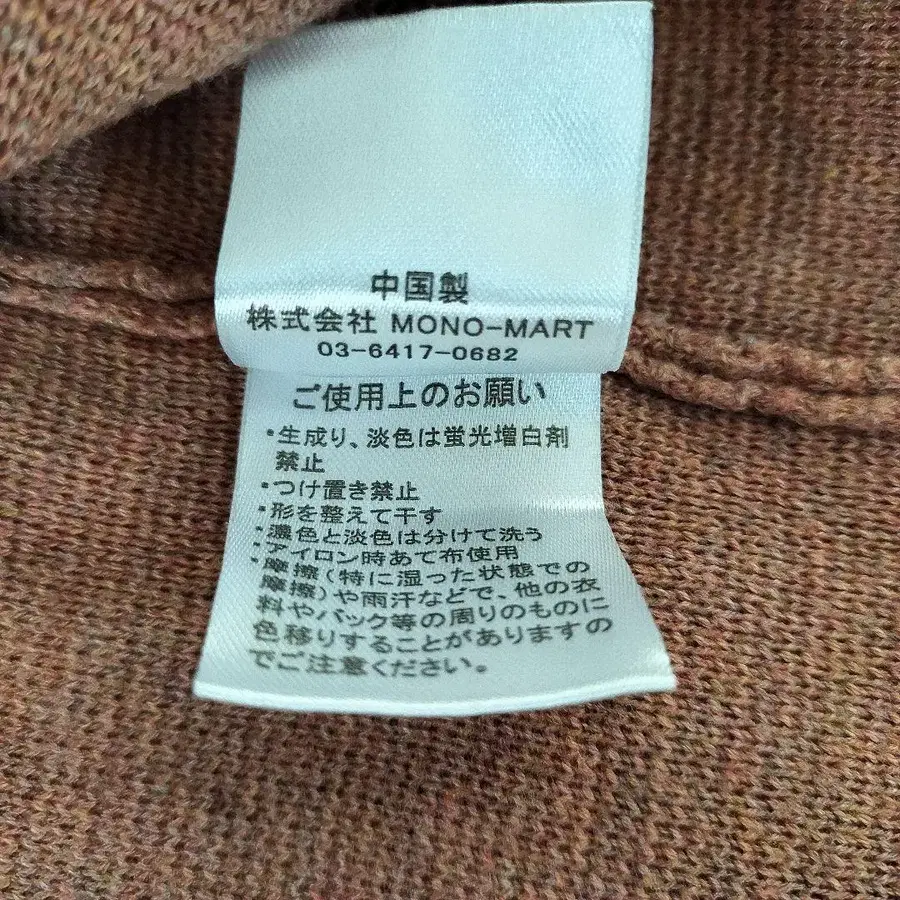 中国製
株式会社 MONO-MART
03-6417-0682
ご使用上のお願い
・生成り、淡色は蛍光増白剤
禁止
・つけ置き禁止
・形を整えて干す
・濃色と淡色は分けて洗う
・アイロン時あて布使用
・摩擦(特に湿った状態での
摩擦)や雨汗などで、他の衣
料やバック等の周りのものに
色移りすることがありますの
でご注意ください。